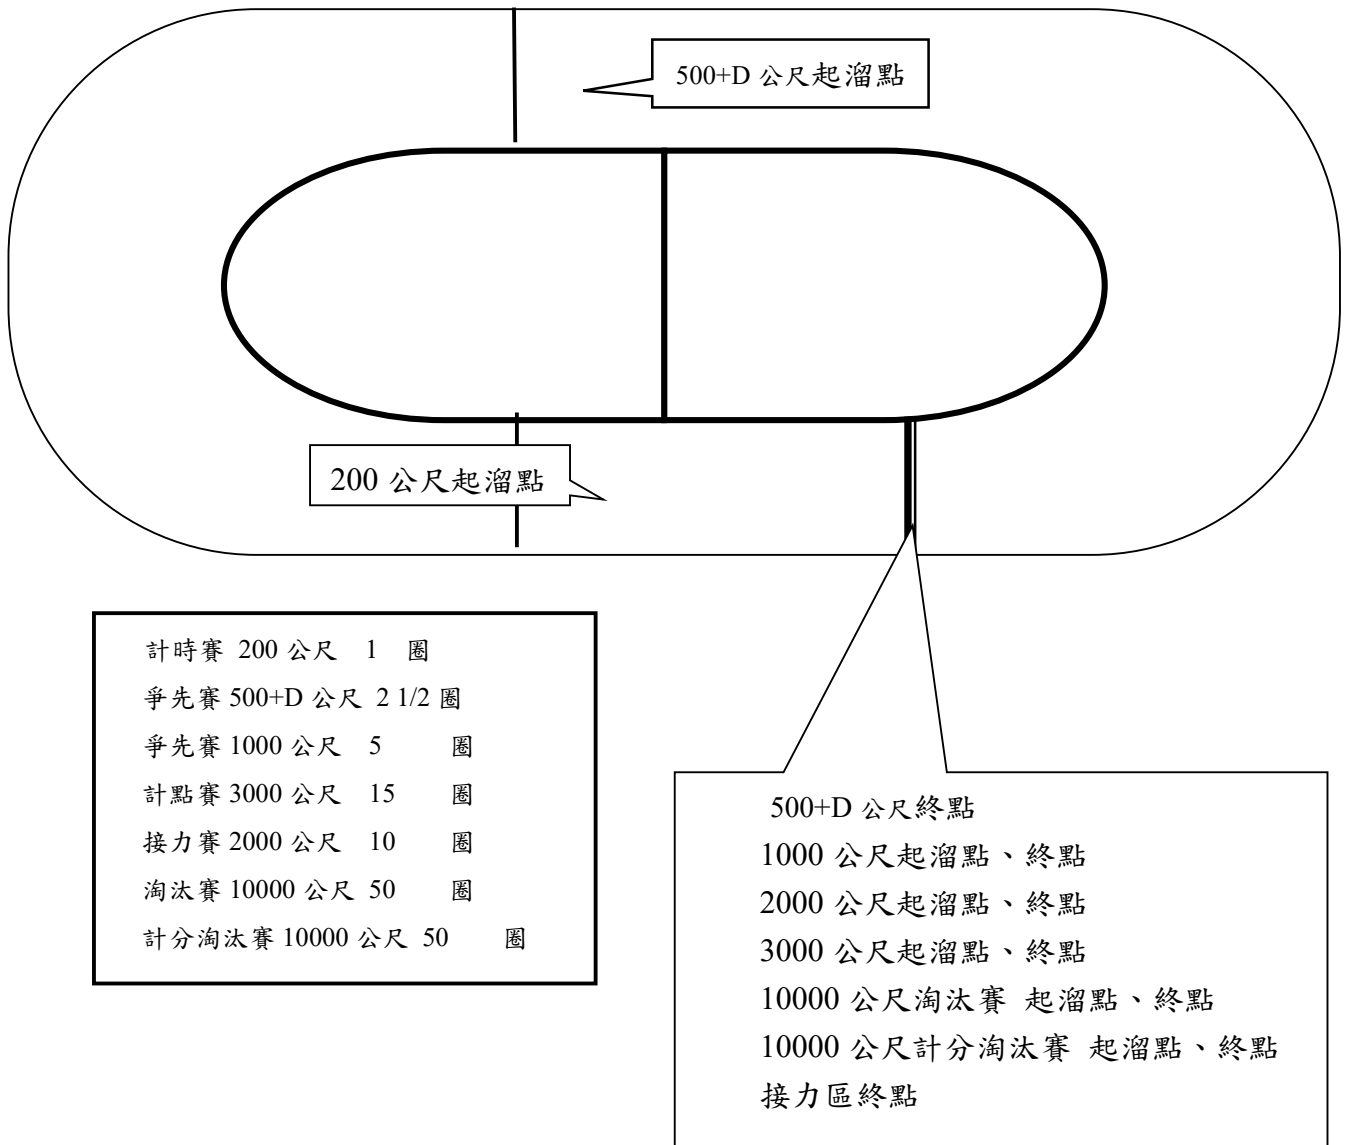 500+D 公尺起溜點
200 公尺起溜點
計時賽 200 公尺 1 圈
爭先賽 500+D 公尺 2 1/2 圈
爭先賽 1000 公尺 5 圈
計點賽 3000 公尺 15 圈
接力賽 2000 公尺 10 圈
淘汰賽 10000 公尺 50 圈
計分淘汰賽 10000 公尺 50 圈
500+D 公尺終點
1000 公尺起溜點、終點
2000 公尺起溜點、終點
3000 公尺起溜點、終點
10000 公尺淘汰賽 起溜點、終點
10000 公尺計分淘汰賽 起溜點、終點
接力區終點